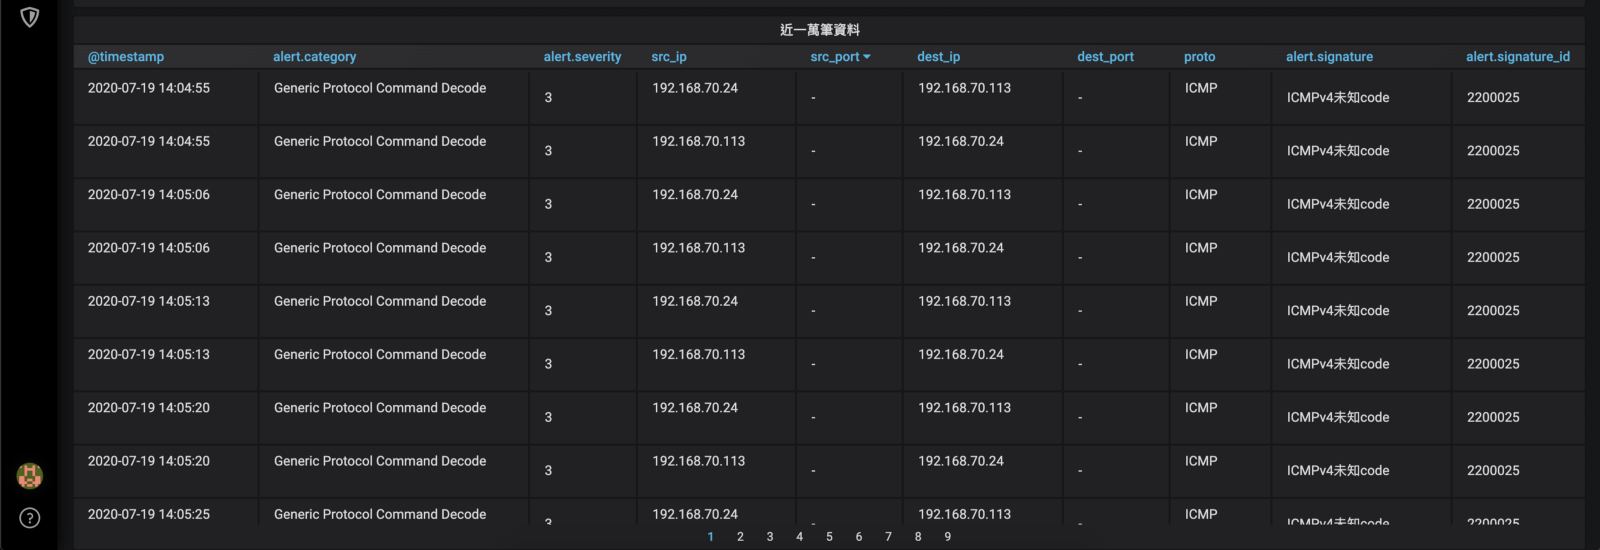 近一萬筆資料
@timestamp alert.category alert.severity src_ip src_port dest_ip dest_port proto alert.signature alert.signature_id
2020-07-19 14:04:55 Generic Protocol Command Decode 3 192.168.70.24 - 192.168.70.113 - ICMP ICMPv4未知code 2200025
2020-07-19 14:04:55 Generic Protocol Command Decode 3 192.168.70.113 - 192.168.70.24 - ICMP ICMPv4未知code 2200025
2020-07-19 14:05:06 Generic Protocol Command Decode 3 192.168.70.24 - 192.168.70.113 - ICMP ICMPv4未知code 2200025
2020-07-19 14:05:06 Generic Protocol Command Decode 3 192.168.70.113 - 192.168.70.24 - ICMP ICMPv4未知code 2200025
2020-07-19 14:05:13 Generic Protocol Command Decode 3 192.168.70.24 - 192.168.70.113 - ICMP ICMPv4未知code 2200025
2020-07-19 14:05:13 Generic Protocol Command Decode 3 192.168.70.113 - 192.168.70.24 - ICMP ICMPv4未知code 2200025
2020-07-19 14:05:20 Generic Protocol Command Decode 3 192.168.70.24 - 192.168.70.113 - ICMP ICMPv4未知code 2200025
2020-07-19 14:05:20 Generic Protocol Command Decode 3 192.168.70.113 - 192.168.70.24 - ICMP ICMPv4未知code 2200025
2020-07-19 14:05:25 Generic Protocol Command Decode 3 192.168.70.24 - 192.168.70.113 - ICMP ICMPv4未知code 2200025
1 2 3 4 5 6 7 8 9
?